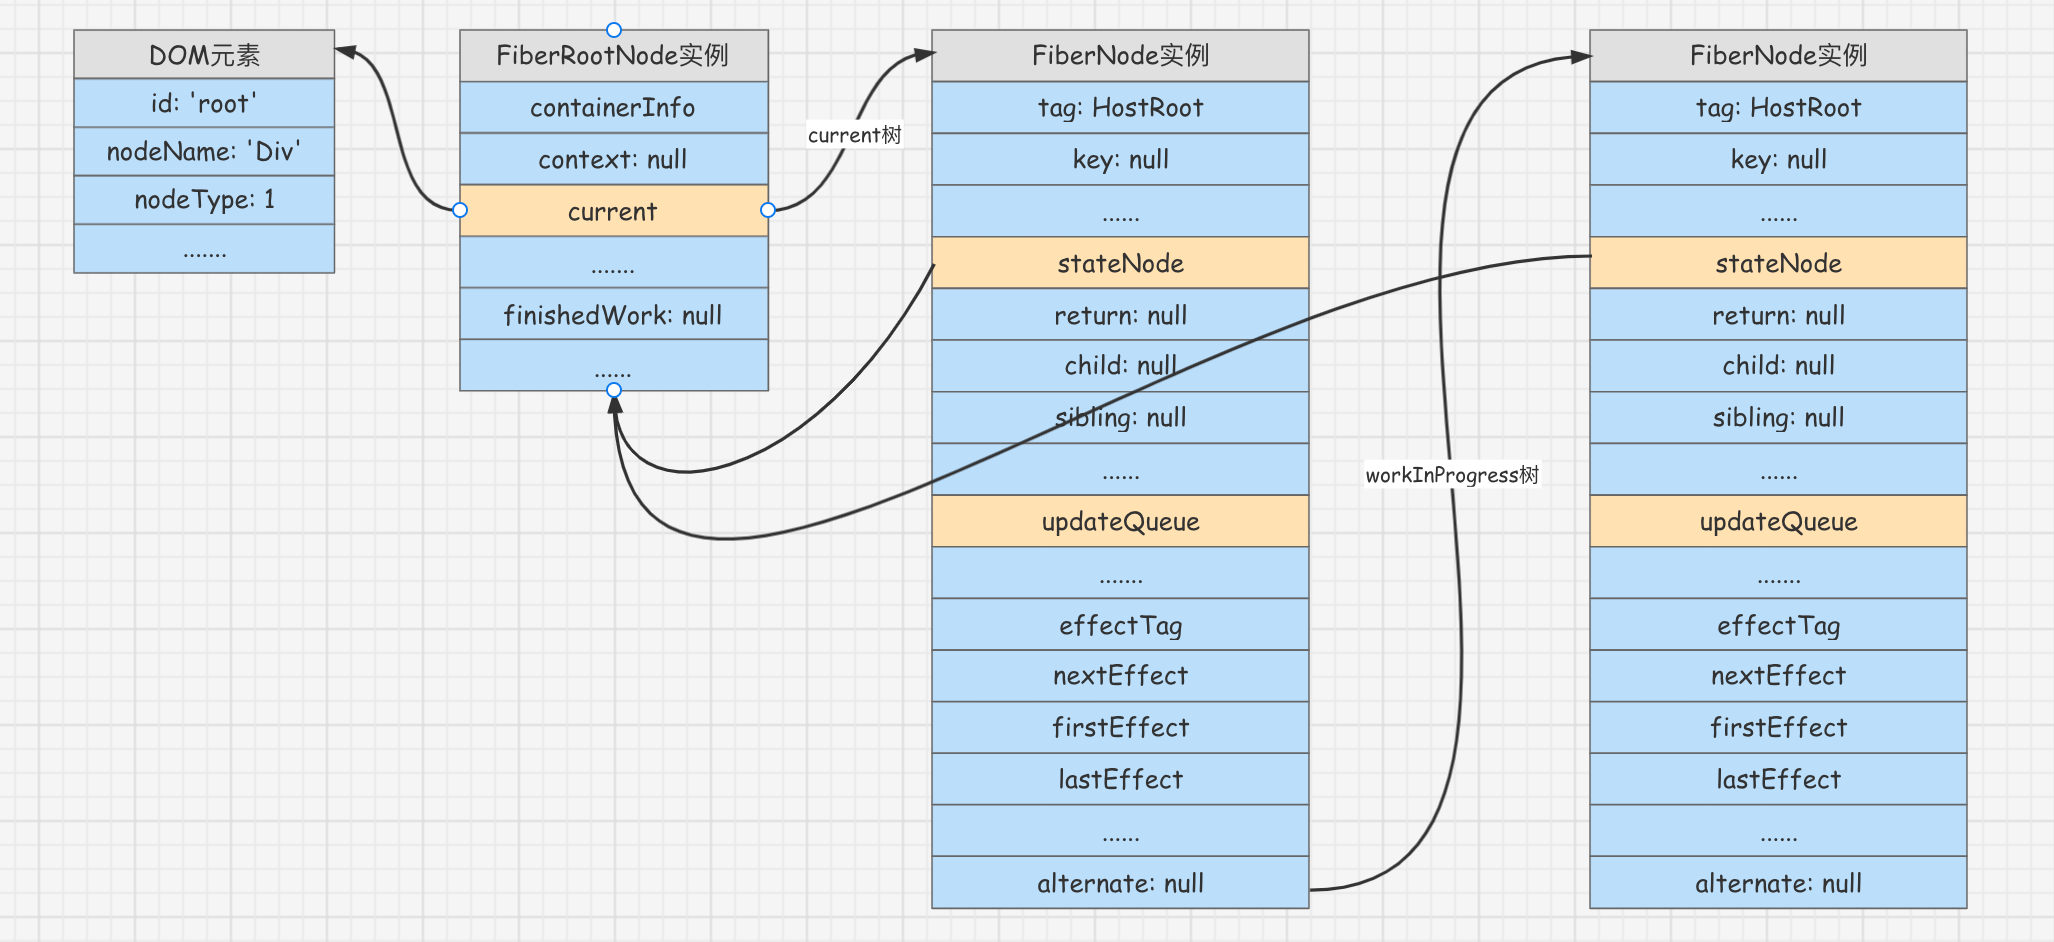 DOM元素
id: 'root'
nodeName: 'Div'
nodeType: 1
.......
FiberRootNode实例
containerInfo
context: null
current
.......
finishedWork: null
......
current树
FiberNode实例
tag: HostRoot
key: null
......
stateNode
return: null
child: null
sibling: null
......
updateQueue
.......
effectTag
nextEffect
firstEffect
lastEffect
......
alternate: null
workInProgress树
FiberNode实例
tag: HostRoot
key: null
......
stateNode
return: null
child: null
sibling: null
......
updateQueue
.......
effectTag
nextEffect
firstEffect
lastEffect
......
alternate: null